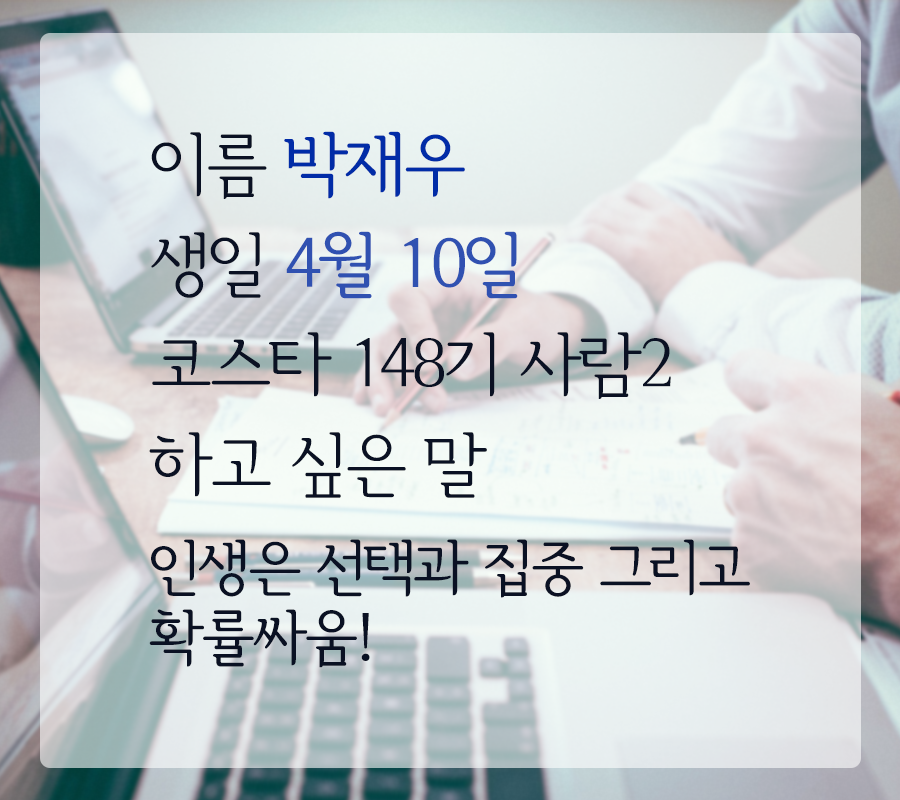 이름 박재우
생일 4월 10일
코스타 148기 사람2
하고 싶은 말
인생은 선택과 집중 그리고
확률싸움!